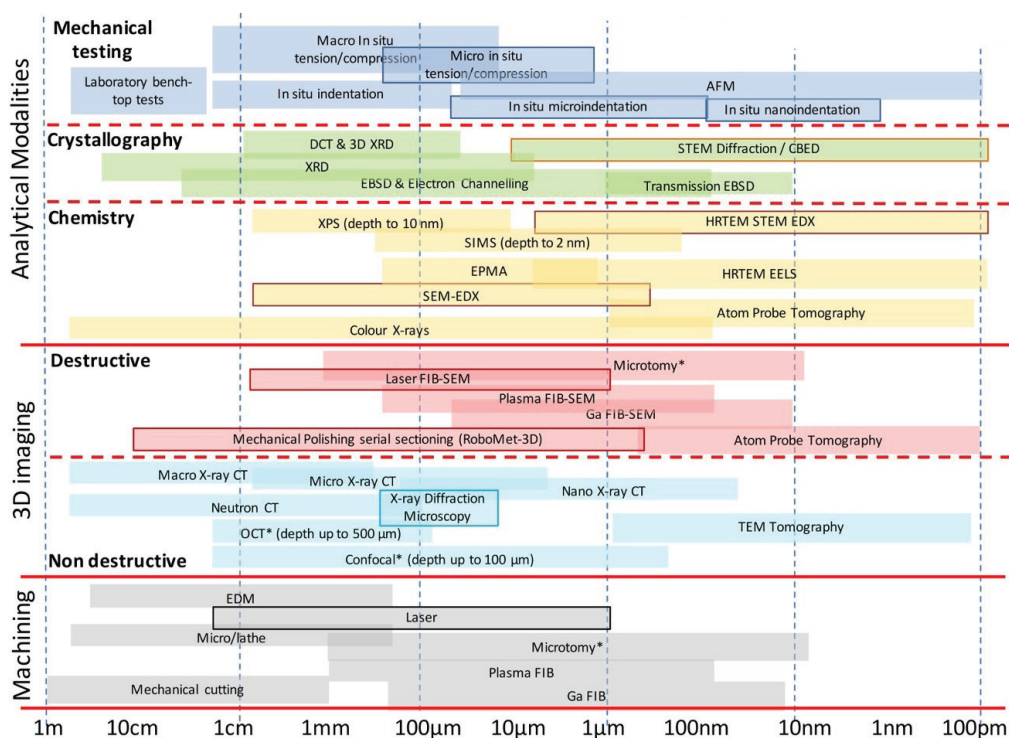 Mechanical
testing
Macro In situ
tension/compression
Micro in situ
tension/compression
Laboratory bench-
top tests
In situ indentation
AFM
In situ microindentation
In situ nanoindentation
Analytical Modalities
Crystallography
DCT & 3D XRD
STEM Diffraction / CBED
XRD
EBSD & Electron Channelling
Transmission EBSD
Chemistry
XPS (depth to 10 nm)
HRTEM STEM EDX
SIMS (depth to 2 nm)
EPMA
HRTEM EELS
SEM-EDX
Atom Probe Tomography
Colour X-rays
3D imaging
Destructive
Microtomy*
Laser FIB-SEM
Plasma FIB-SEM
Ga FIB-SEM
Mechanical Polishing serial sectioning (RoboMet-3D)
Atom Probe Tomography
Macro X-ray CT
Micro X-ray CT
Nano X-ray CT
X-ray Diffraction
Microscopy
Neutron CT
TEM Tomography
OCT* (depth up to 500 µm)
Confocal* (depth up to 100 µm)
Non destructive
Machining
EDM
Laser
Micro/lathe
Microtomy*
Plasma FIB
Mechanical cutting
Ga FIB
1m 10cm 1cm 1mm 100µm 10µm 1µm 100nm 10nm 1nm 100pm